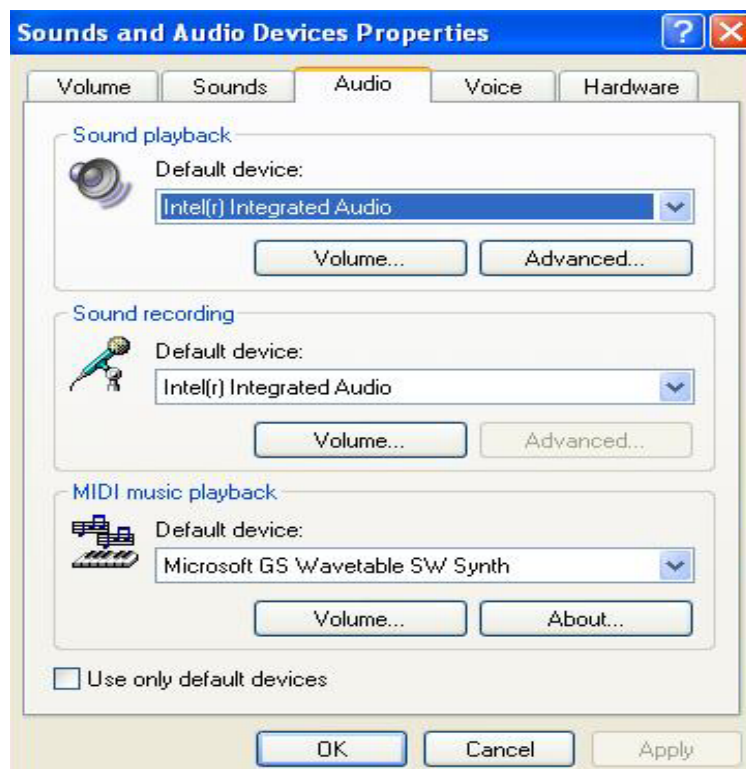 Sounds and Audio Devices Properties
Volume Sounds Audio Voice Hardware
Sound playback
Default device:
Intel(r) Integrated Audio
Volume... Advanced...
Sound recording
Default device:
Intel(r) Integrated Audio
Volume... Advanced...
MIDI music playback
Default device:
Microsoft GS Wavetable SW Synth
Volume... About...
Use only default devices
OK Cancel Apply